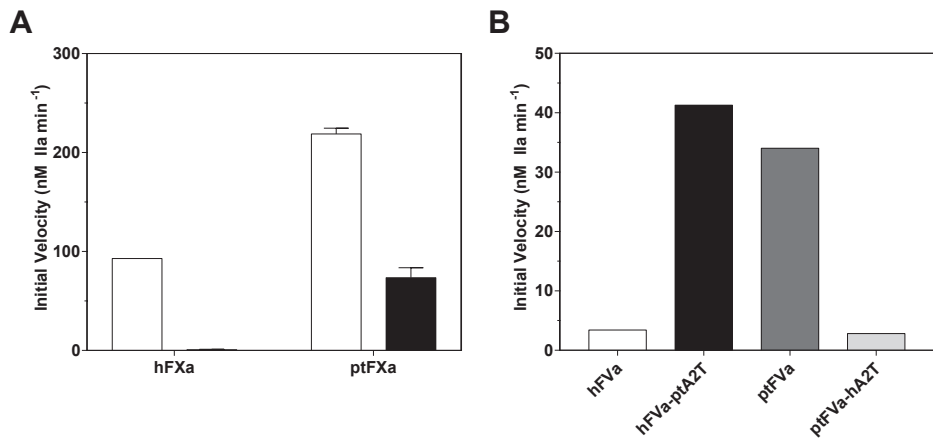 A
Initial Velocity (nM IIa min⁻¹)
300
200
100
0
hFXa
ptFXa
B
Initial Velocity (nM IIa min⁻¹)
50
40
30
20
10
0
hFVa
hFVa-ptA2T
ptFVa
ptFVa-hA2T